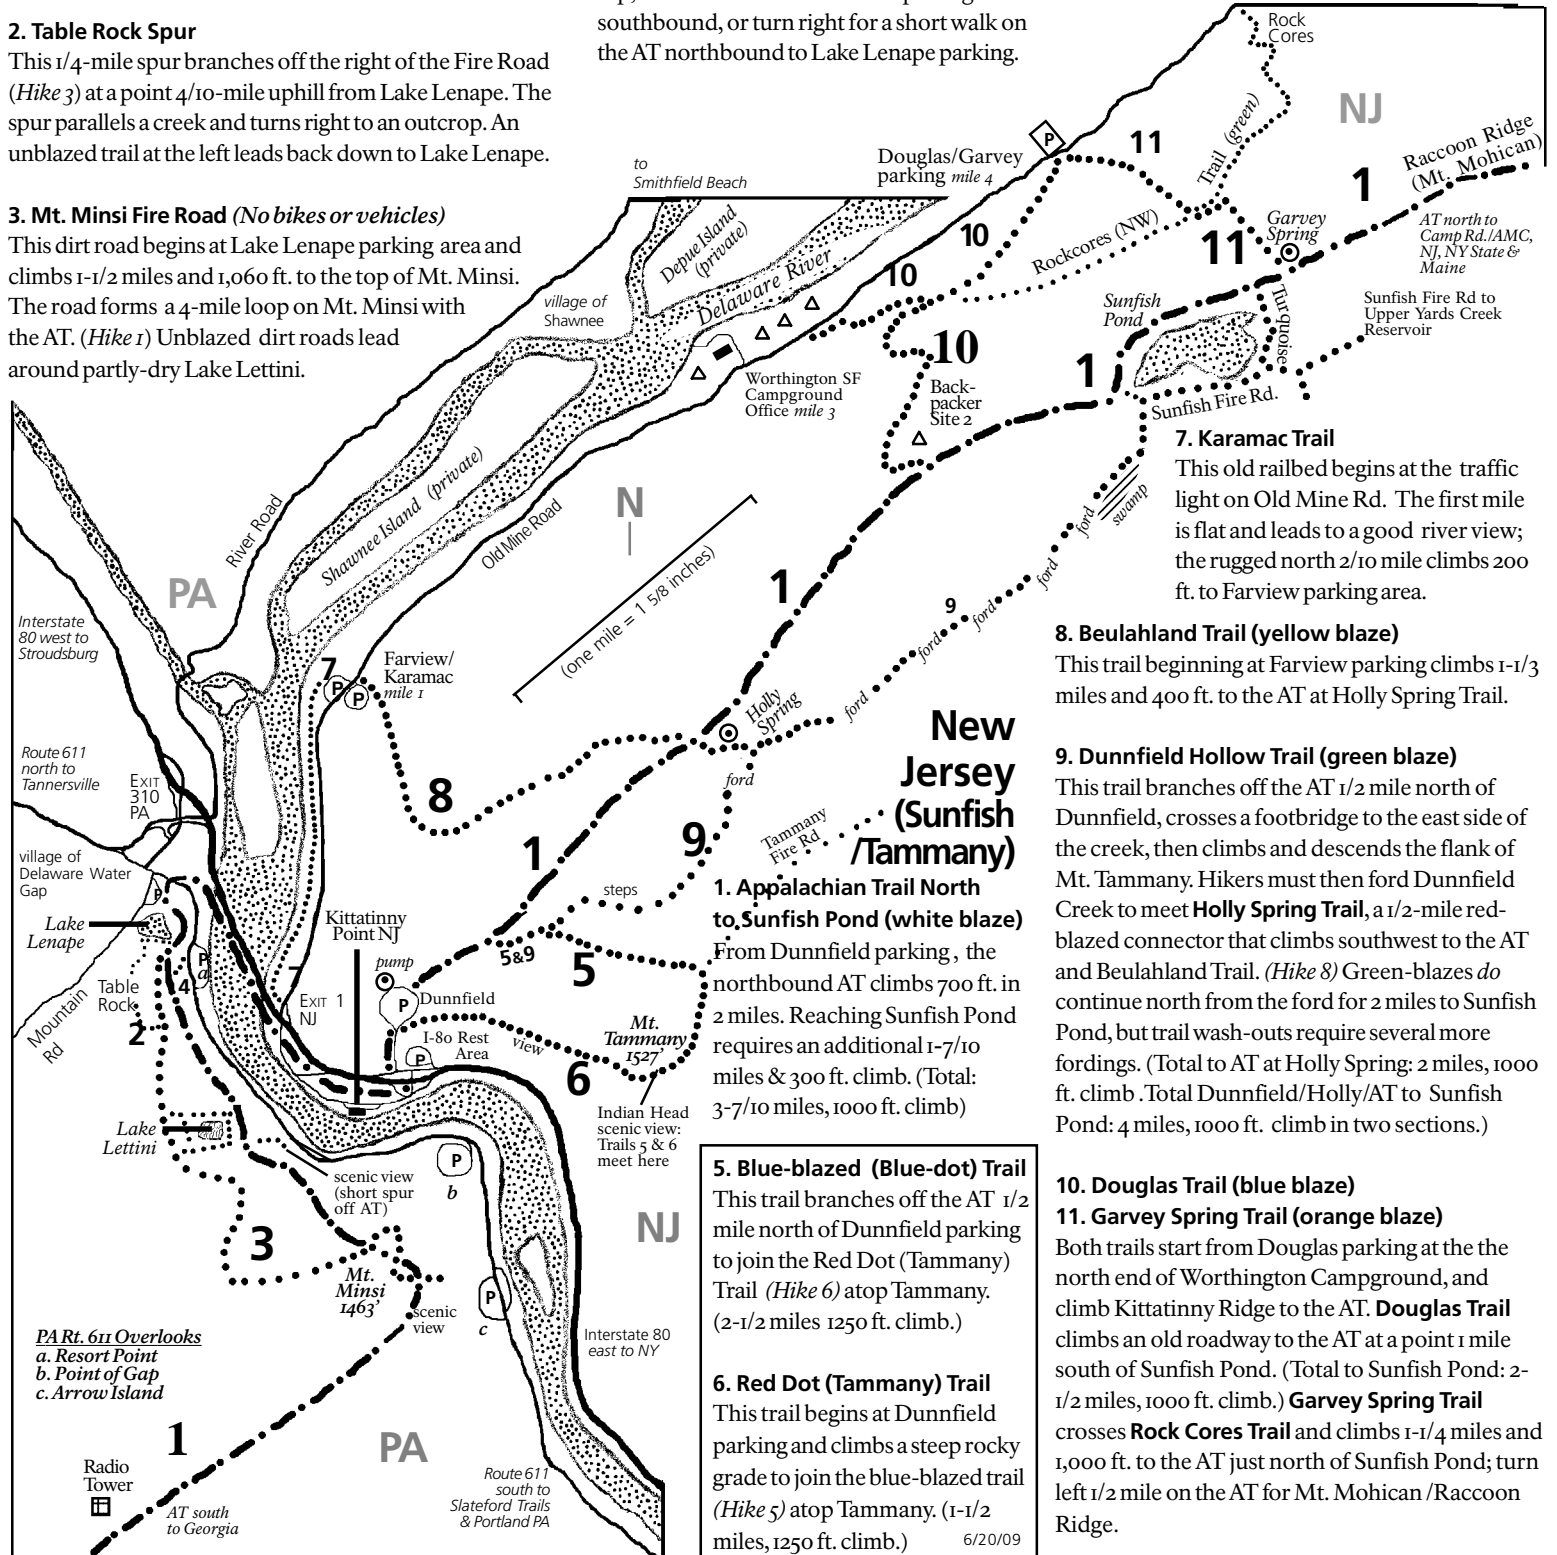 2. Table Rock Spur
This 1/4-mile spur branches off the right of the Fire Road
(Hike 3) at a point 4/10-mile uphill from Lake Lenape. The
spur parallels a creek and turns right to an outcrop. An
unblazed trail at the left leads back down to Lake Lenape.
3. Mt. Minsi Fire Road (No bikes or vehicles)
This dirt road begins at Lake Lenape parking area and
climbs 1-1/2 miles and 1,060 ft. to the top of Mt. Minsi.
The road forms a 4-mile loop on Mt. Minsi with
the AT. (Hike 1) Unblazed dirt roads lead
around partly-dry Lake Lettini.
southbound, or turn right for a short walk on
the AT northbound to Lake Lenape parking.
Rock
Cores
NJ
P
11
Trail (green)
Raccoon Ridge
(Mt. Mohican)
1
Douglas/Garvey
parking mile 4
to
Smithfield Beach
Depue Island
(private)
Delaware River
10
10
Rockcores (NW)
11
Garvey
Spring
AT north to
Camp Rd./AMC,
NJ, NY State &
Maine
village of
Shawnee
Sunfish
Pond
Turquoise
Sunfish Fire Rd to
Upper Yards Creek
Reservoir
10
1
Worthington SF
Campground
Office mile 3
Back-
packer
Site 2
Sunfish Fire Rd.
Shawnee Island (private)
River Road
Old Mine Road
N
(one mile = 1 5/8 inches)
swamp
ford
ford
9
ford
ford
ford
1
PA
Interstate
80 west to
Stroudsburg
7
P
P
Farview/
Karamac
mile 1
Holly
Spring
ford
8
Route 611
north to
Tannersville
EXIT
310
PA
1
9
Tammany
Fire Rd
New
Jersey
(Sunfish
/Tammany)
village of
Delaware Water
Gap
P
steps
Lake
Lenape
Kittatinny
Point NJ
pump
5&9
5
P
a
4
7
Table
Rock
2
Mountain
Rd
EXIT 1
NJ
P
Dunnfield
I-80 Rest
Area
P
view
6
Mt.
Tammany
1527'
Indian Head
scenic view:
Trails 5 & 6
meet here
Lake
Lettini
scenic view
(short spur
off AT)
P
b
3
Mt.
Minsi
1463'
scenic
view
P
c
NJ
Interstate 80
east to NY
PA Rt. 611 Overlooks
a. Resort Point
b. Point of Gap
c. Arrow Island
1
PA
Radio
Tower
AT south
to Georgia
Route 611
south to
Slateford Trails
& Portland PA
1. Appalachian Trail North
to Sunfish Pond (white blaze)
From Dunnfield parking , the
northbound AT climbs 700 ft. in
2 miles. Reaching Sunfish Pond
requires an additional 1-7/10
miles & 300 ft. climb. (Total:
3-7/10 miles, 1000 ft. climb)
5. Blue-blazed (Blue-dot) Trail
This trail branches off the AT 1/2
mile north of Dunnfield parking
to join the Red Dot (Tammany)
Trail (Hike 6) atop Tammany.
(2-1/2 miles 1250 ft. climb.)
6. Red Dot (Tammany) Trail
This trail begins at Dunnfield
parking and climbs a steep rocky
grade to join the blue-blazed trail
(Hike 5) atop Tammany. (1-1/2
miles, 1250 ft. climb.)
6/20/09
7. Karamac Trail
This old railbed begins at the traffic
light on Old Mine Rd. The first mile
is flat and leads to a good river view;
the rugged north 2/10 mile climbs 200
ft. to Farview parking area.
8. Beulahland Trail (yellow blaze)
This trail beginning at Farview parking climbs 1-1/3
miles and 400 ft. to the AT at Holly Spring Trail.
9. Dunnfield Hollow Trail (green blaze)
This trail branches off the AT 1/2 mile north of
Dunnfield, crosses a footbridge to the east side of
the creek, then climbs and descends the flank of
Mt. Tammany. Hikers must then ford Dunnfield
Creek to meet Holly Spring Trail, a 1/2-mile red-
blazed connector that climbs southwest to the AT
and Beulahland Trail. (Hike 8) Green-blazes do
continue north from the ford for 2 miles to Sunfish
Pond, but trail wash-outs require several more
fordings. (Total to AT at Holly Spring: 2 miles, 1000
ft. climb .Total Dunnfield/Holly/AT to Sunfish
Pond: 4 miles, 1000 ft. climb in two sections.)
10. Douglas Trail (blue blaze)
11. Garvey Spring Trail (orange blaze)
Both trails start from Douglas parking at the the
north end of Worthington Campground, and
climb Kittatinny Ridge to the AT. Douglas Trail
climbs an old roadway to the AT at a point 1 mile
south of Sunfish Pond. (Total to Sunfish Pond: 2-
1/2 miles, 1000 ft. climb.) Garvey Spring Trail
crosses Rock Cores Trail and climbs 1-1/4 miles and
1,000 ft. to the AT just north of Sunfish Pond; turn
left 1/2 mile on the AT for Mt. Mohican /Raccoon
Ridge.